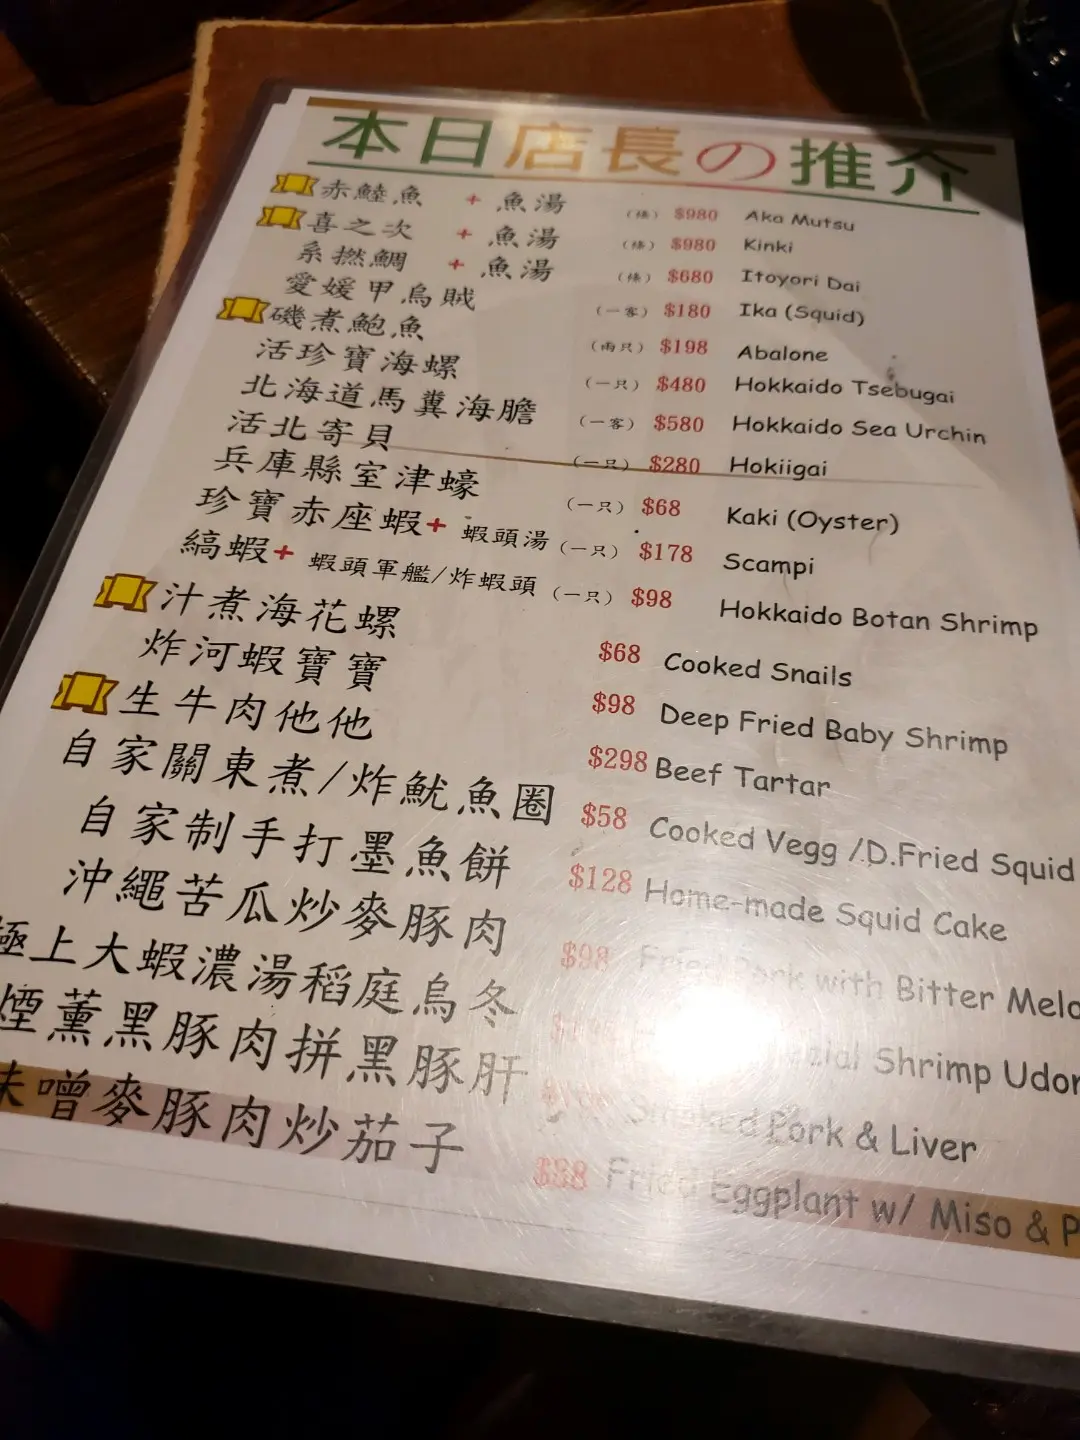 本日店長の推介
赤鯥魚 + 魚湯 (條) $980 Aka Mutsu
喜之次 + 魚湯 (條) $980 Kinki
系撚鯛 + 魚湯 (條) $680 Itoyori Dai
愛媛甲烏賊 (一客) $180 Ika (Squid)
磯煮鮑魚 (兩只) $198 Abalone
活珍寶海螺 (一只) $480 Hokkaido Tsebugai
北海道馬糞海膽 (一客) $580 Hokkaido Sea Urchin
活北寄貝 (一只) $280 Hokiigai
兵庫縣室津蠔 (一只) $68 Kaki (Oyster)
珍寶赤座蝦+ 蝦頭湯 (一只) $178 Scampi
縞蝦+ 蝦頭軍艦/炸蝦頭 (一只) $98 Hokkaido Botan Shrimp
汁煮海花螺 $68 Cooked Snails
炸河蝦寶寶 $98 Deep Fried Baby Shrimp
生牛肉他他 $298 Beef Tartar
自家關東煮/炸魷魚圈 $58 Cooked Vegg /D.Fried Squid
自家制手打墨魚餅 $128 Home-made Squid Cake
沖繩苦瓜炒麥豚肉 $98 Fried Pork with Bitter Melo
極上大蝦濃湯稻庭烏冬 Shrimp Udon
煙薰黑豚肉拼黑豚肝 Smoked Pork & Liver
味噌麥豚肉炒茄子 $88 Fried Eggplant w/ Miso & P